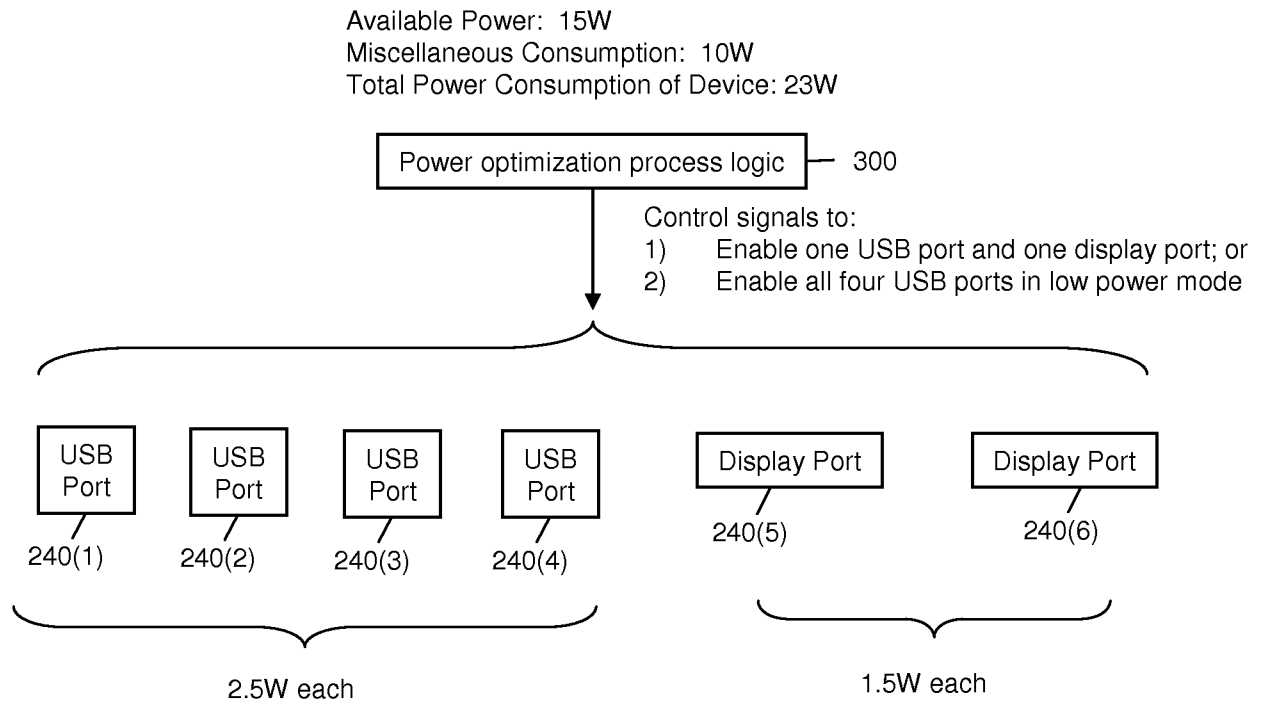 Available Power: 15W
Miscellaneous Consumption: 10W
Total Power Consumption of Device: 23W
Power optimization process logic
300
Control signals to:
1) Enable one USB port and one display port; or
2) Enable all four USB ports in low power mode
USB
Port
USB
Port
USB
Port
USB
Port
Display Port
Display Port
240(1)
240(2)
240(3)
240(4)
240(5)
240(6)
2.5W each
1.5W each